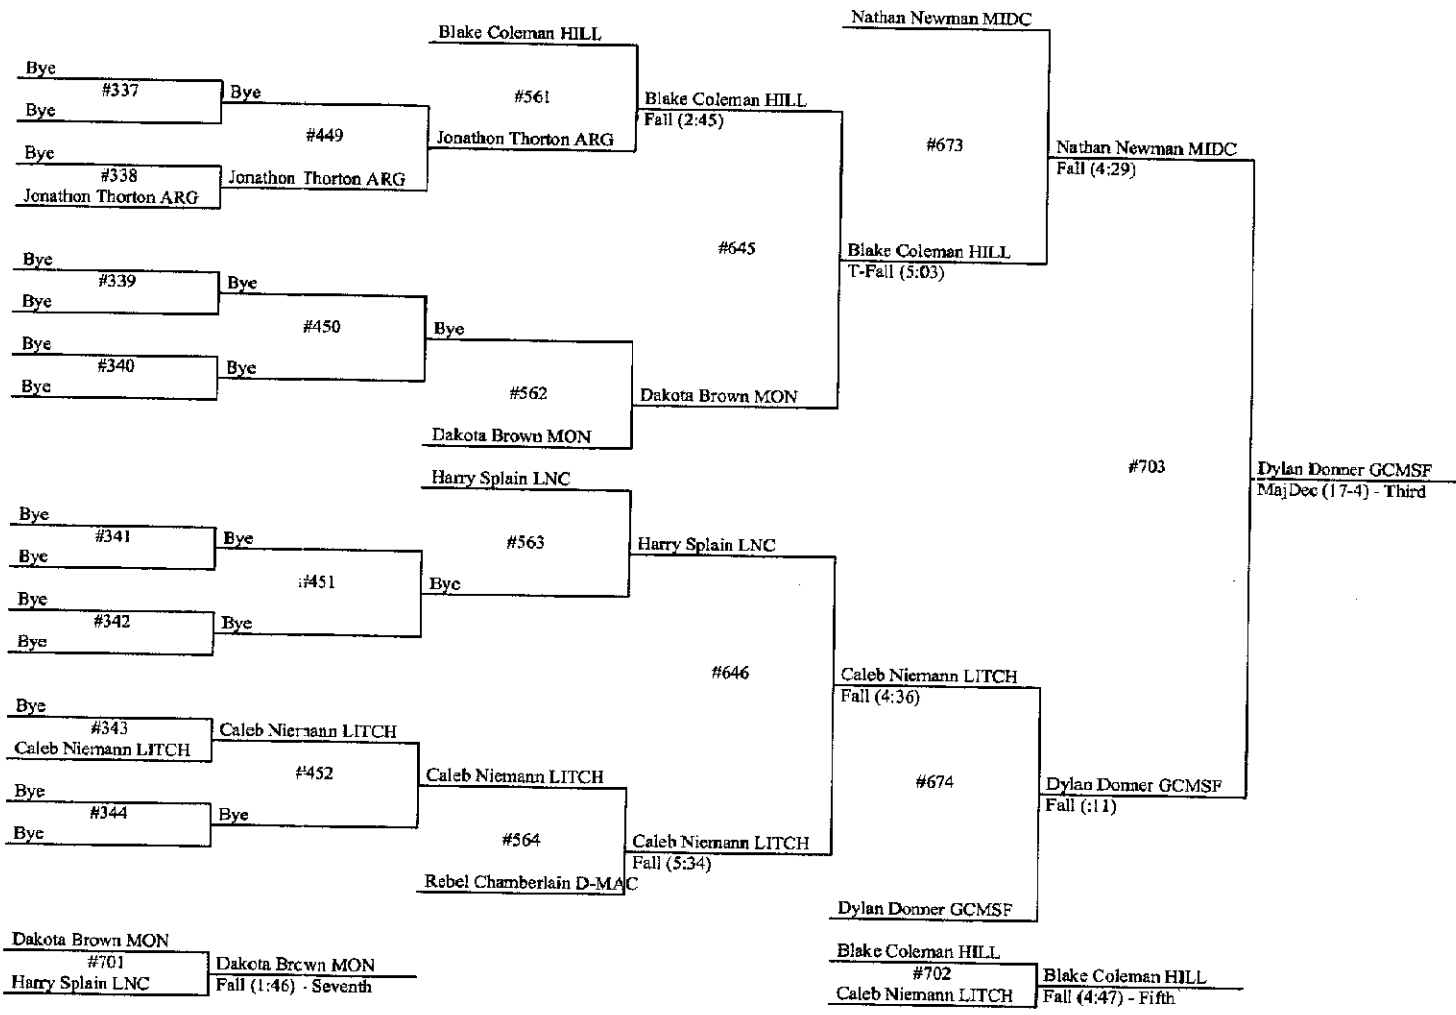 Nathan Newman MIDC
Blake Coleman HILL
Bye
#337
Bye
Bye
#561
Blake Coleman HILL
Fall (2:45)
Bye
#449
Jonathon Thorton ARG
#673
Nathan Newman MIDC
Fall (4:29)
Bye
#338
Jonathon Thorton ARG
Jonathon Thorton ARG
#645
Blake Coleman HILL
T-Fall (5:03)
Bye
#339
Bye
Bye
#450
Bye
Bye
#340
Bye
Bye
#562
Dakota Brown MON
Dakota Brown MON
#703
Dylan Donner GCMSF
MajDec (17-4) - Third
Harry Splain LNC
Bye
#341
Bye
Bye
#563
Harry Splain LNC
#451
Bye
Bye
#342
Bye
Bye
#646
Caleb Niemann LITCH
Fall (4:36)
Bye
#343
Caleb Niemann LITCH
Caleb Niemann LITCH
#452
Caleb Niemann LITCH
#674
Dylan Donner GCMSF
Fall (:11)
Bye
#344
Bye
Bye
#564
Caleb Niemann LITCH
Fall (5:34)
Rebel Chamberlain D-MAC
Dylan Donner GCMSF
Dakota Brown MON
#701
Harry Splain LNC
Dakota Brown MON
Fall (1:46) - Seventh
Blake Coleman HILL
#702
Caleb Niemann LITCH
Blake Coleman HILL
Fall (4:47) - Fifth